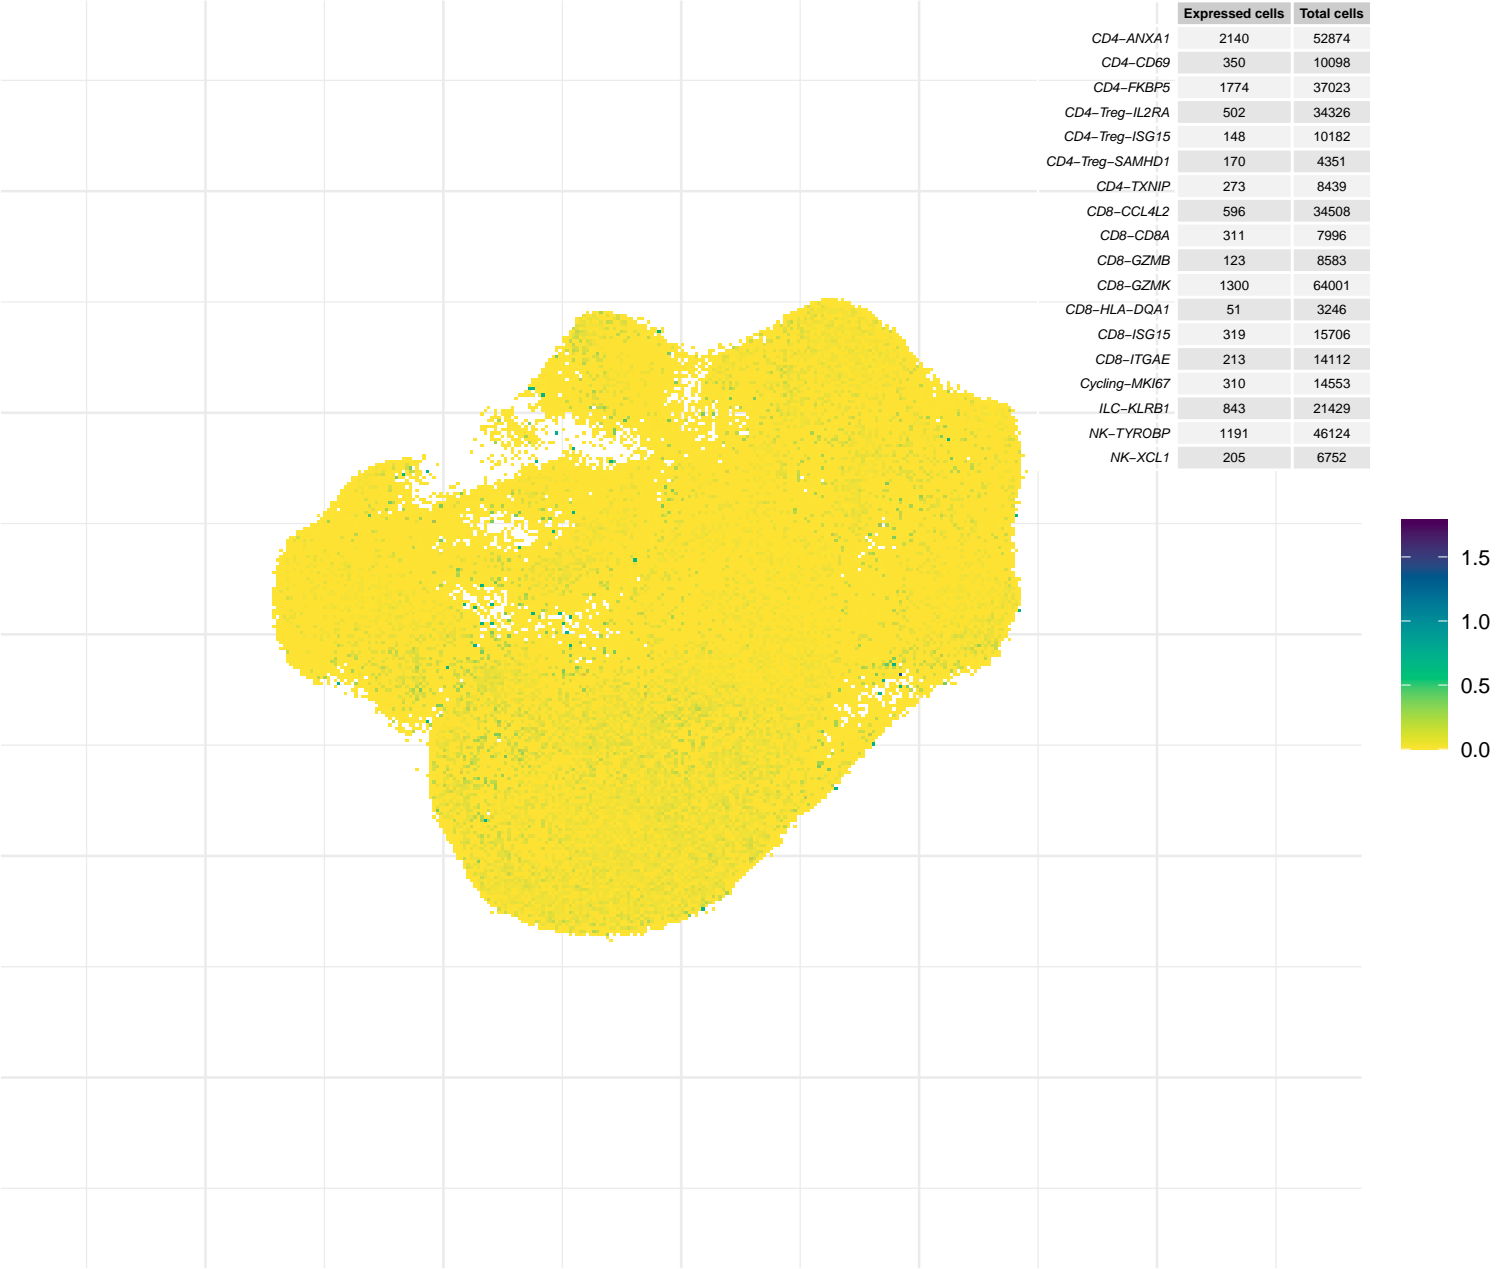 Expressed cells Total cells
CD4−ANXA1 2140 52874
CD4−CD69 350 10098
CD4−FKBP5 1774 37023
CD4−Treg−IL2RA 502 34326
CD4−Treg−ISG15 148 10182
CD4−Treg−SAMHD1 170 4351
CD4−TXNIP 273 8439
CD8−CCL4L2 596 34508
CD8−CD8A 311 7996
CD8−GZMB 123 8583
CD8−GZMK 1300 64001
CD8−HLA−DQA1 51 3246
CD8−ISG15 319 15706
CD8−ITGAE 213 14112
Cycling−MKI67 310 14553
ILC−KLRB1 843 21429
NK−TYROBP 1191 46124
NK−XCL1 205 6752
1.5
1.0
0.5
0.0